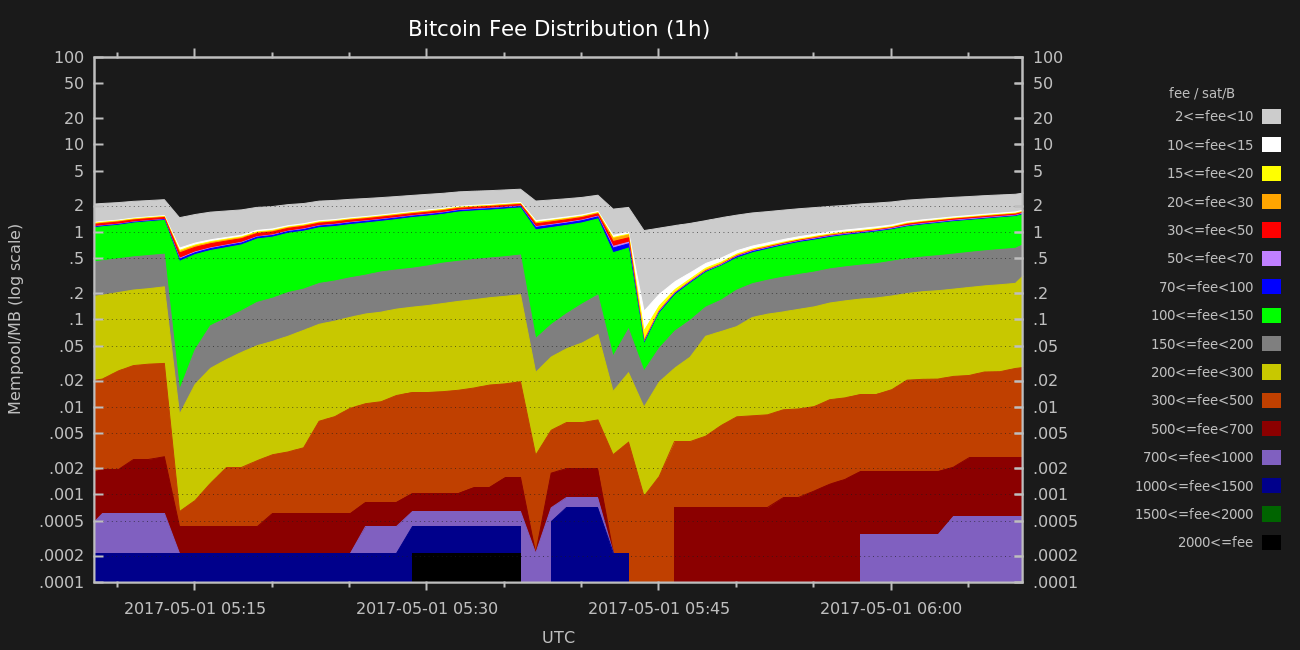 Bitcoin Fee Distribution (1h)
100
50
20
10
5
2
1
.5
.2
.1
.05
.02
.01
.005
.002
.001
.0005
.0002
.0001
Mempool/MB (log scale)
100
50
20
10
5
2
1
.5
.2
.1
.05
.02
.01
.005
.002
.001
.0005
.0002
.0001
2017-05-01 05:15
2017-05-01 05:30
2017-05-01 05:45
2017-05-01 06:00
UTC
fee / sat/B
2<=fee<10
10<=fee<15
15<=fee<20
20<=fee<30
30<=fee<50
50<=fee<70
70<=fee<100
100<=fee<150
150<=fee<200
200<=fee<300
300<=fee<500
500<=fee<700
700<=fee<1000
1000<=fee<1500
1500<=fee<2000
2000<=fee